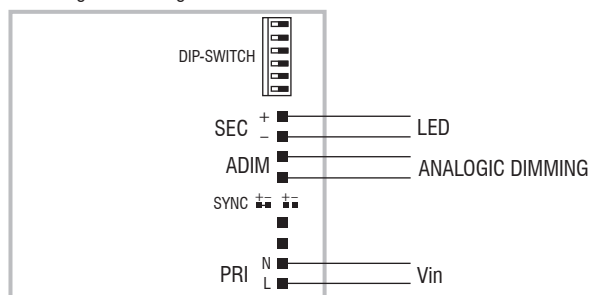 DIP-SWITCH
SEC + − LED
ADIM ANALOGIC DIMMING
SYNC +− +−
PRI N L Vin